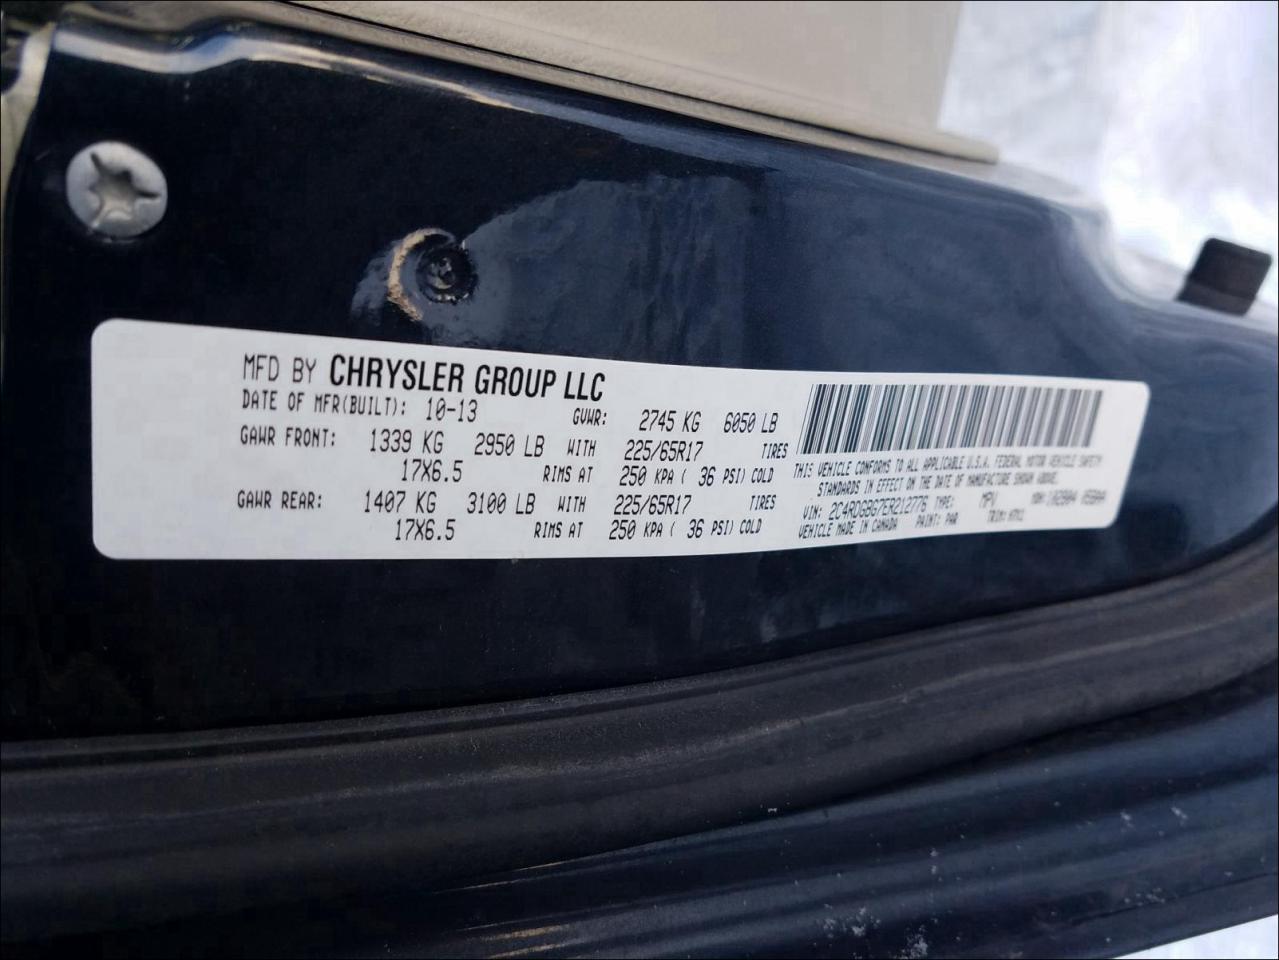 MFD BY CHRYSLER GROUP LLC
DATE OF MFR(BUILT): 10-13 GVWR: 2745 KG 6050 LB
GAWR FRONT: 1339 KG 2950 LB WITH 225/65R17 TIRES
17X6.5 RIMS AT 250 KPA ( 36 PSI) COLD
GAWR REAR: 1407 KG 3100 LB WITH 225/65R17 TIRES
17X6.5 RIMS AT 250 KPA ( 36 PSI) COLD
THIS VEHICLE CONFORMS TO ALL APPLICABLE U.S.A. FEDERAL MOTOR VEHICLE SAFETY
STANDARDS IN EFFECT ON THE DATE OF MANUFACTURE SHOWN ABOVE.
VIN: 2C4RDGBG7ER212776 TYPE: MPV MDH:
VEHICLE MADE IN CANADA PAINT: PAR TRIM: